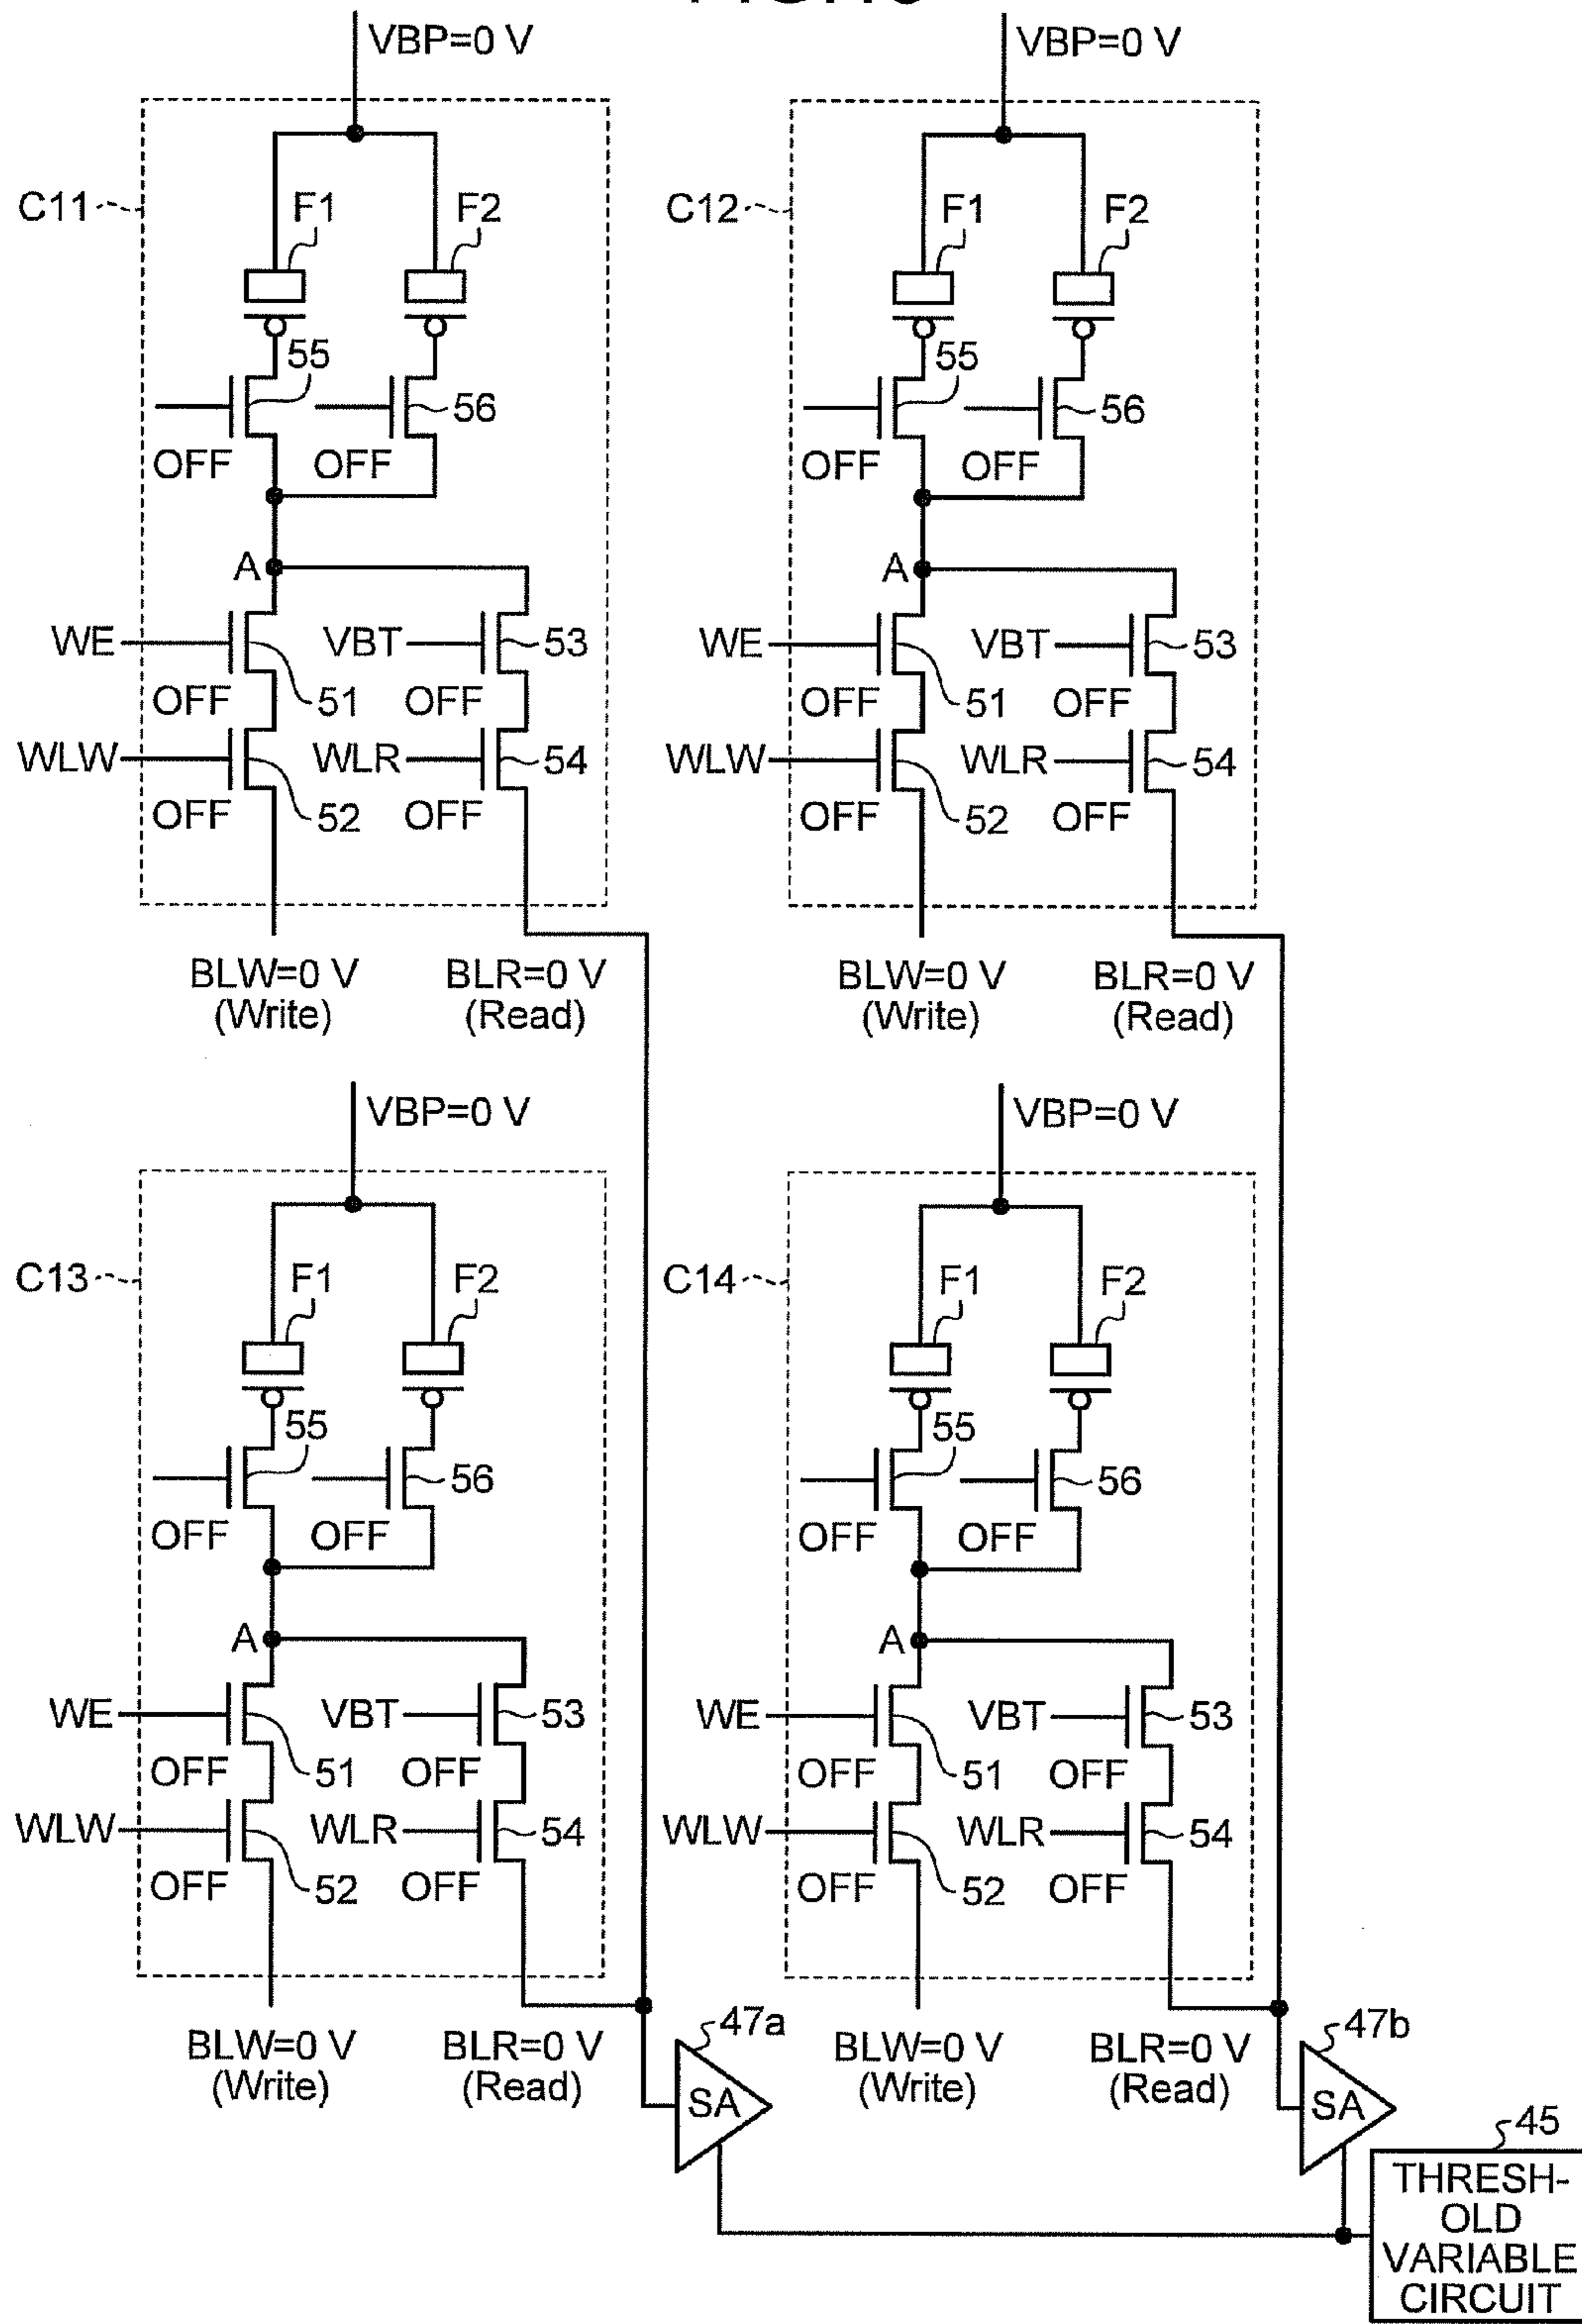 VBP=0 V VBP=0 V
C11 F1 F2 C12 F1 F2
55 56 55 56
OFF OFF OFF OFF
A A
WE VBT 53 WE VBT 53
OFF 51 OFF OFF 51 OFF
WLW WLR 54 WLW WLR 54
OFF 52 OFF OFF 52 OFF
BLW=0 V BLR=0 V BLW=0 V BLR=0 V
(Write) (Read) (Write) (Read)
VBP=0 V VBP=0 V
C13 F1 F2 C14 F1 F2
55 56 55 56
OFF OFF OFF OFF
A A
WE VBT 53 WE VBT 53
OFF 51 OFF OFF 51 OFF
WLW WLR 54 WLW WLR 54
OFF 52 OFF OFF 52 OFF
BLW=0 V BLR=0 V 47a BLW=0 V BLR=0 V 47b
(Write) (Read) (Write) (Read)
SA SA
45
THRESH-
OLD
VARIABLE
CIRCUIT